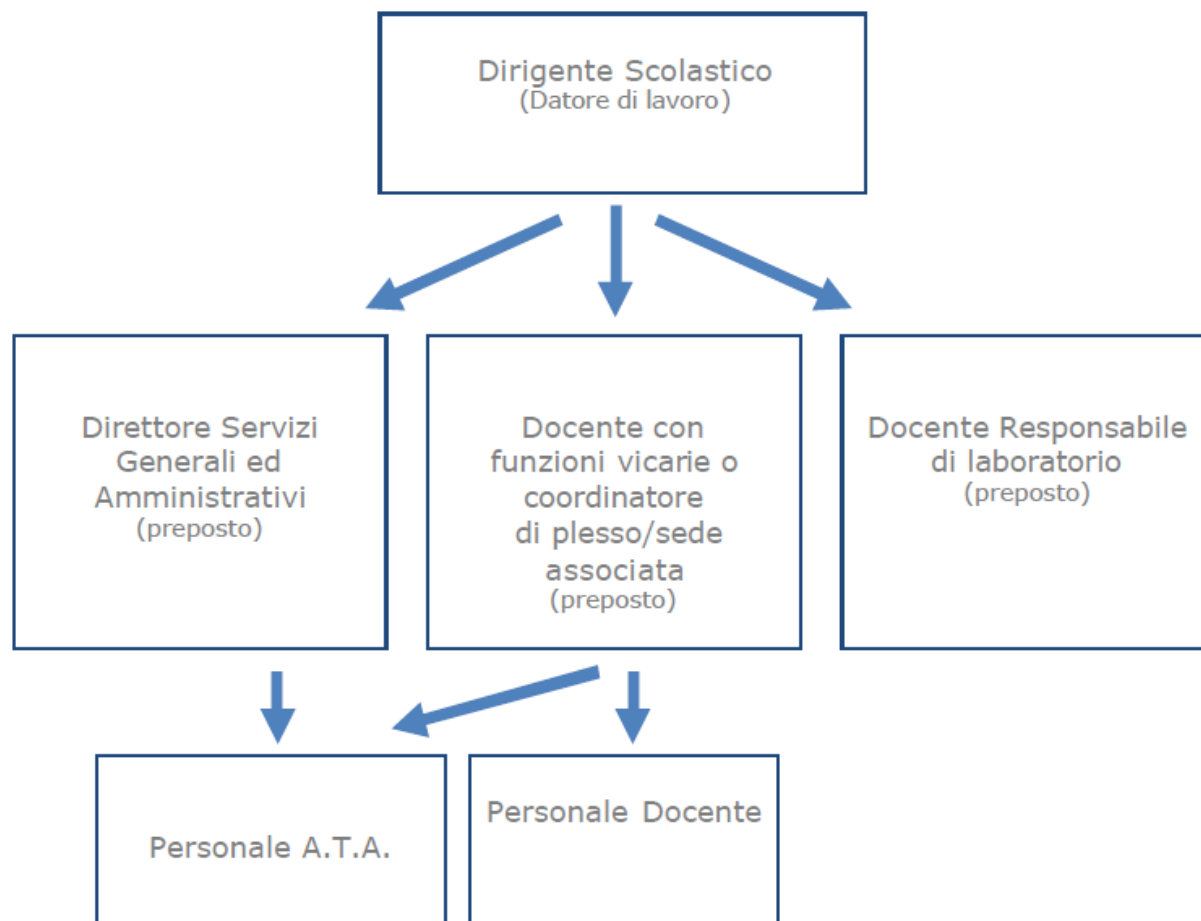 Dirigente Scolastico
(Datore di lavoro)
Direttore Servizi
Generali ed
Amministrativi
(preposto)
Docente con
funzioni vicarie o
coordinatore
di plesso/sede
associata
(preposto)
Docente Responsabile
di laboratorio
(preposto)
Personale A.T.A.
Personale Docente